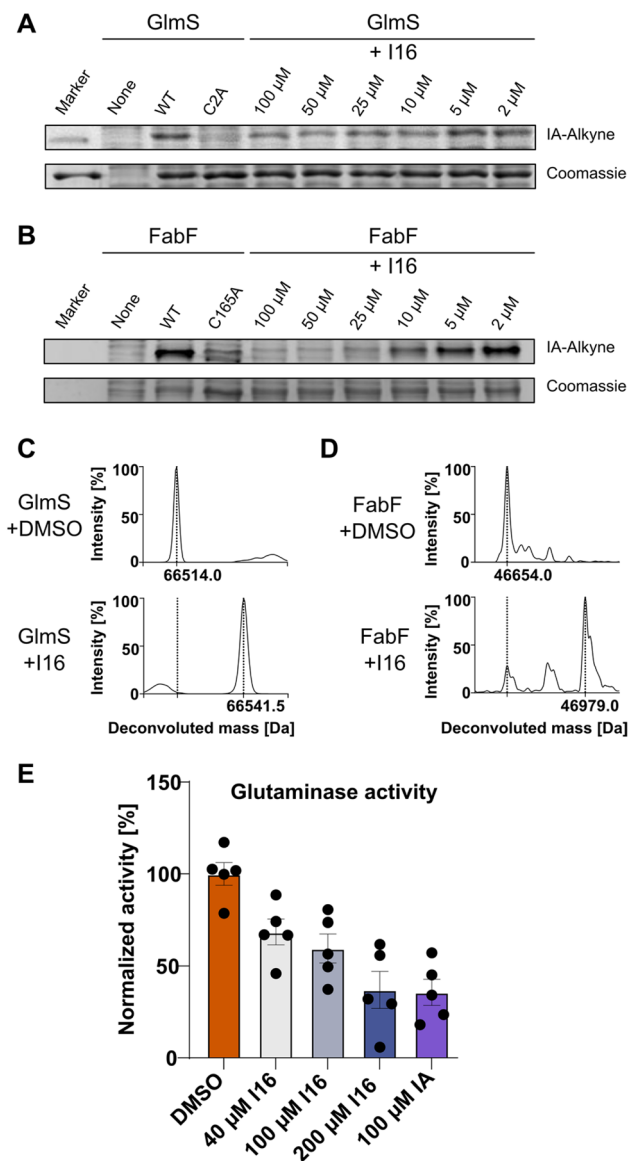 A
GlmS
GlmS
+ I16
Marker
None
WT
C2A
100 µM
50 µM
25 µM
10 µM
5 µM
2 µM
IA-Alkyne
Coomassie
B
FabF
FabF
+ I16
Marker
None
WT
C165A
100 µM
50 µM
25 µM
10 µM
5 µM
2 µM
IA-Alkyne
Coomassie
C
GlmS
+DMSO
Intensity [%]
100
50
0
66514.0
GlmS
+I16
Intensity [%]
100
50
0
66541.5
Deconvoluted mass [Da]
D
FabF
+DMSO
Intensity [%]
100
50
0
46654.0
FabF
+I16
Intensity [%]
100
50
0
46979.0
Deconvoluted mass [Da]
E
Glutaminase activity
Normalized activity [%]
150
100
50
0
DMSO
40 µM I16
100 µM I16
200 µM I16
100 µM IA